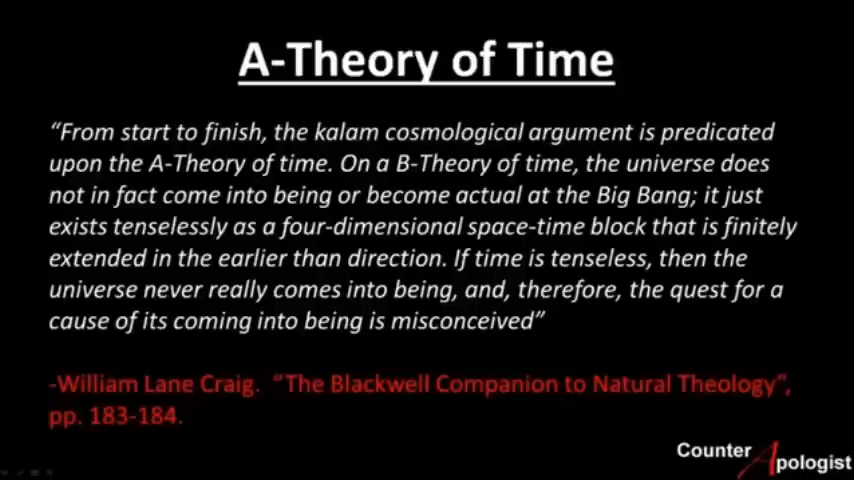 A-Theory of Time
“From start to finish, the kalam cosmological argument is predicated
upon the A-Theory of time. On a B-Theory of time, the universe does
not in fact come into being or become actual at the Big Bang; it just
exists tenselessly as a four-dimensional space-time block that is finitely
extended in the earlier than direction. If time is tenseless, then the
universe never really comes into being, and, therefore, the quest for a
cause of its coming into being is misconceived”
-William Lane Craig. “The Blackwell Companion to Natural Theology”,
pp. 183-184.
Counter
Apologist